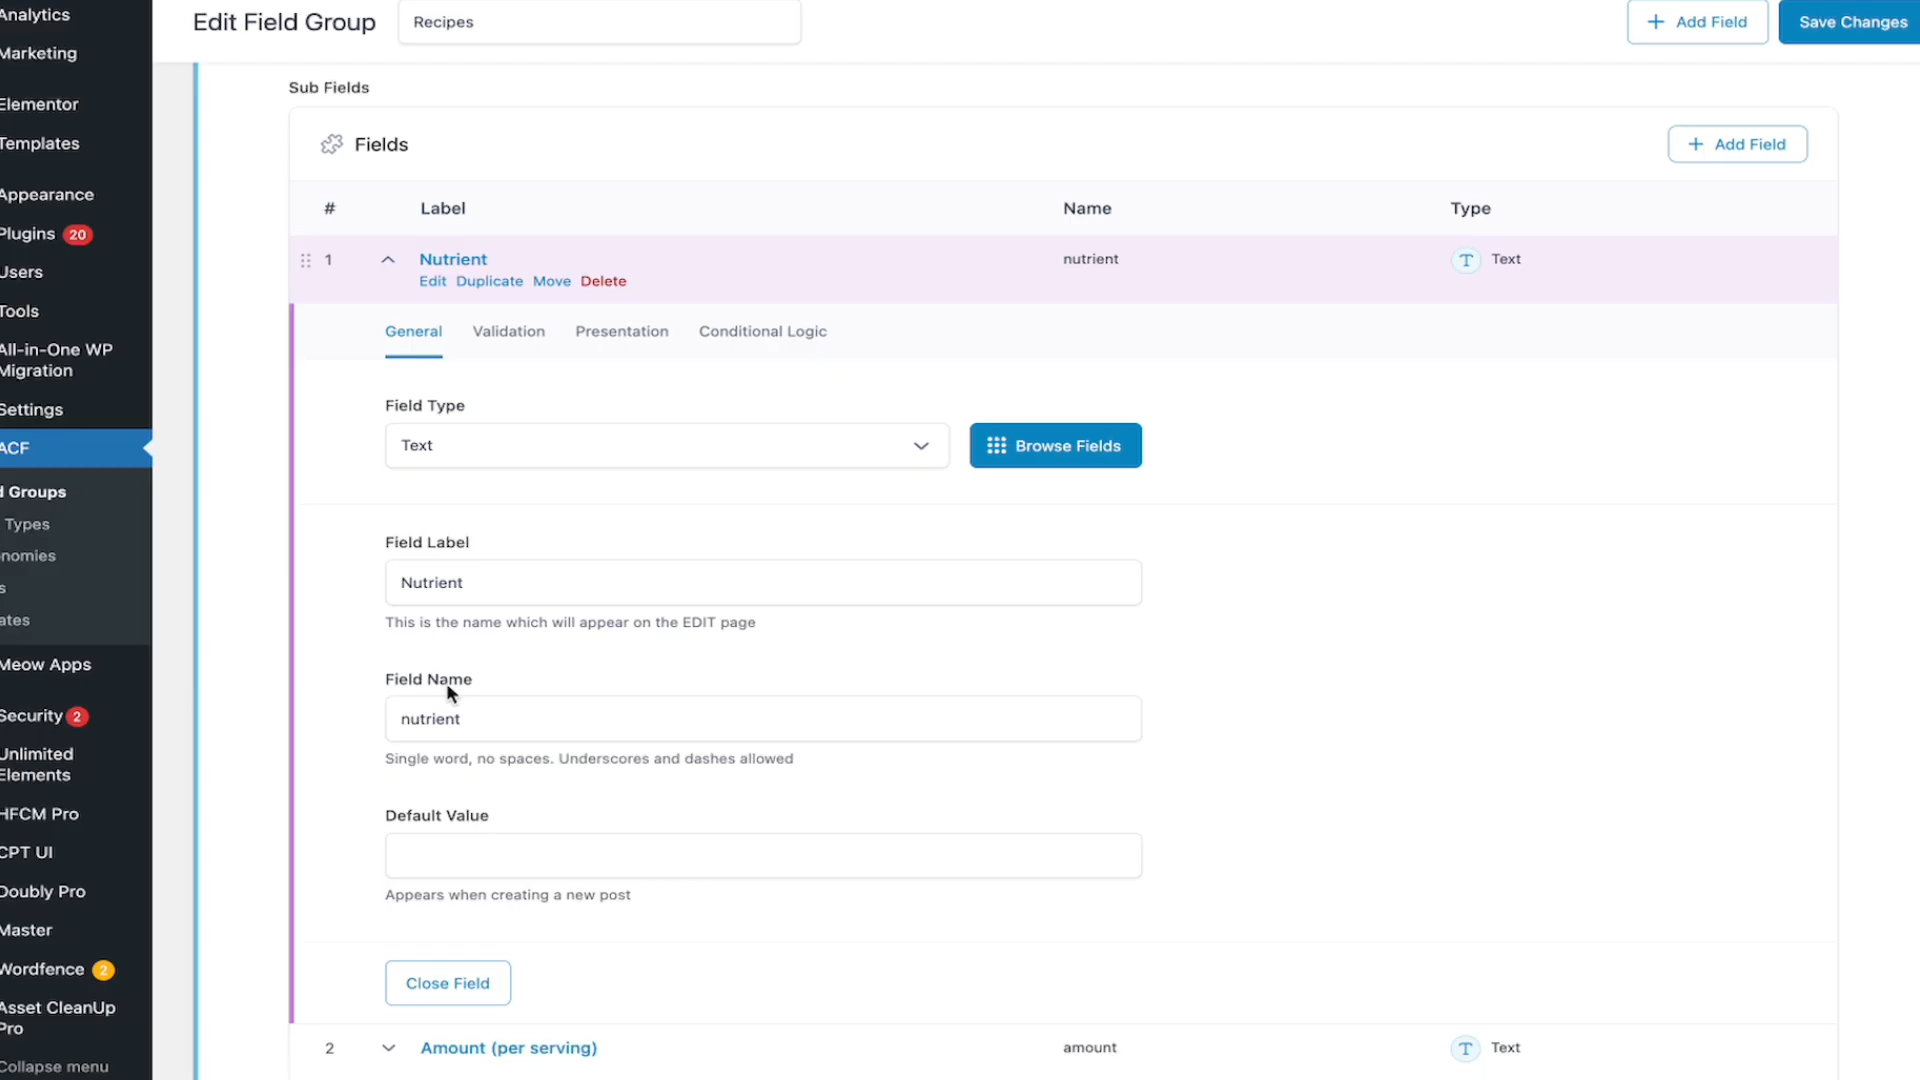 Analytics
Marketing
Elementor
Templates
Appearance
Plugins 20
Users
Tools
All-in-One WP
Migration
Settings
ACF
d Groups
Types
onomies
s
ates
Meow Apps
Security 2
Unlimited
Elements
HFCM Pro
CPT UI
Doubly Pro
Master
Wordfence 2
Asset CleanUp
Pro
Collapse menu
Edit Field Group Recipes + Add Field Save Changes
Sub Fields
Fields + Add Field
# Label Name Type
1 Nutrient nutrient T Text
Edit Duplicate Move Delete
General Validation Presentation Conditional Logic
Field Type
Text Browse Fields
Field Label
Nutrient
This is the name which will appear on the EDIT page
Field Name
nutrient
Single word, no spaces. Underscores and dashes allowed
Default Value
Appears when creating a new post
Close Field
2 Amount (per serving) amount T Text